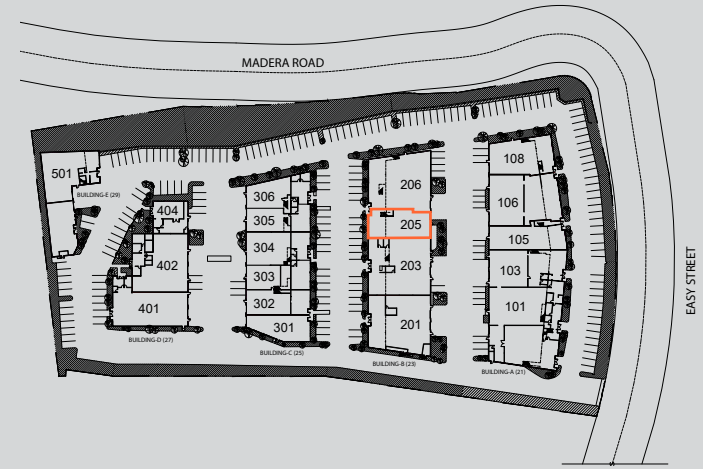 MADERA ROAD
EASY STREET
501
BUILDING-E (29)
404
402
401
BUILDING-D (27)
306
305
304
303
302
301
BUILDING-C (25)
206
205
203
201
BUILDING-B (23)
108
106
105
103
101
BUILDING-A (21)